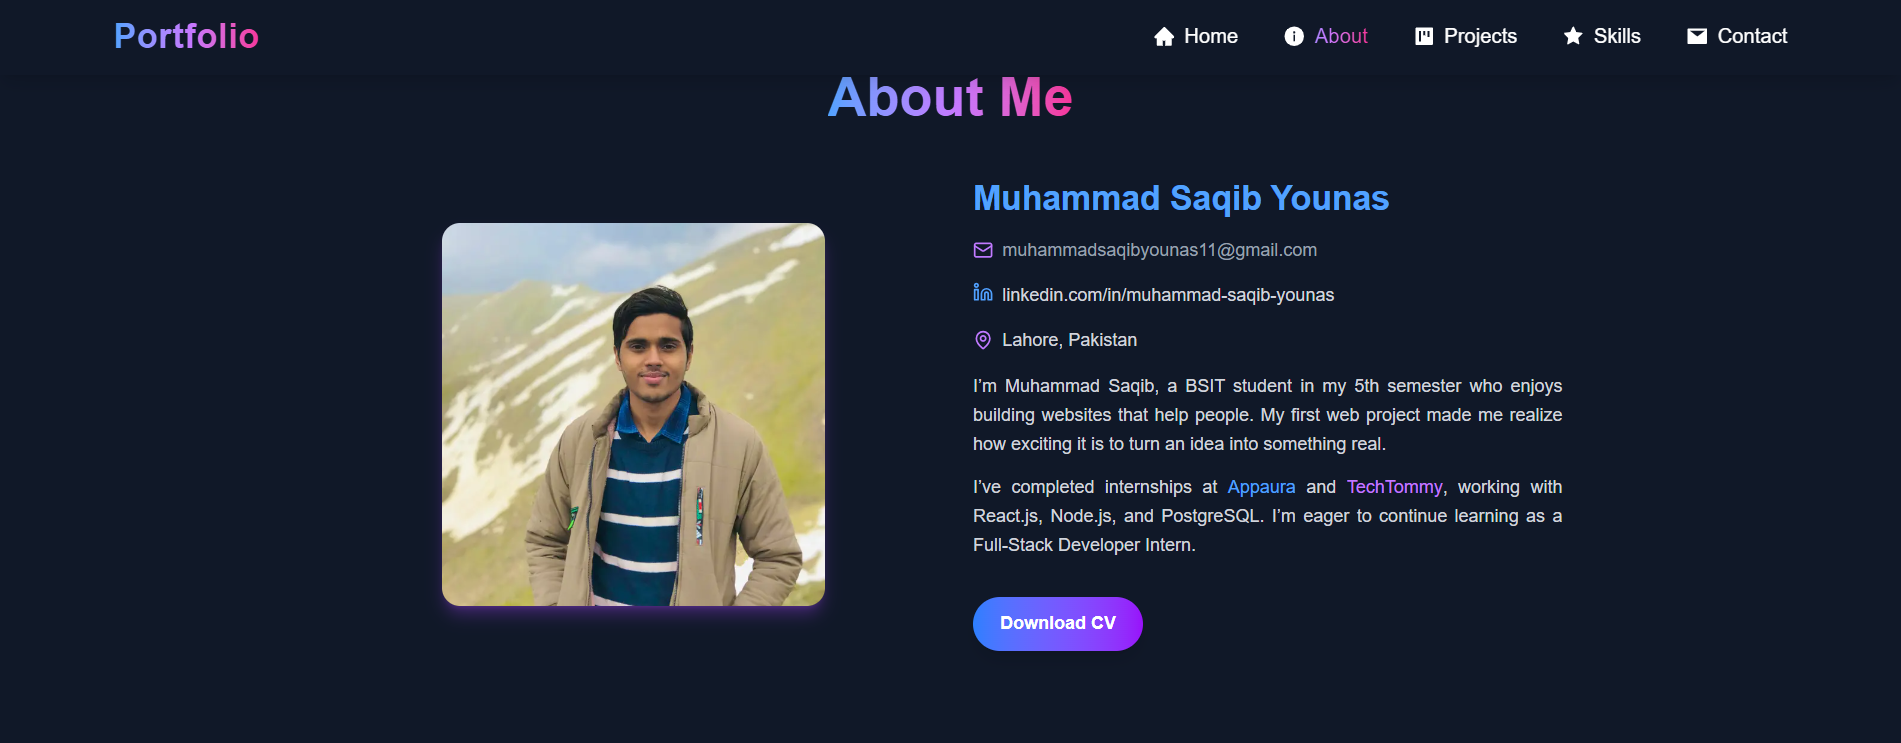 Portfolio
Home
About
Projects
Skills
Contact
About Me
Muhammad Saqib Younas
muhammadsaqibyounas11@gmail.com
linkedin.com/in/muhammad-saqib-younas
Lahore, Pakistan
I’m Muhammad Saqib, a BSIT student in my 5th semester who enjoys
building websites that help people. My first web project made me realize
how exciting it is to turn an idea into something real.
I’ve completed internships at Appaura and TechTommy, working with
React.js, Node.js, and PostgreSQL. I’m eager to continue learning as a
Full-Stack Developer Intern.
Download CV